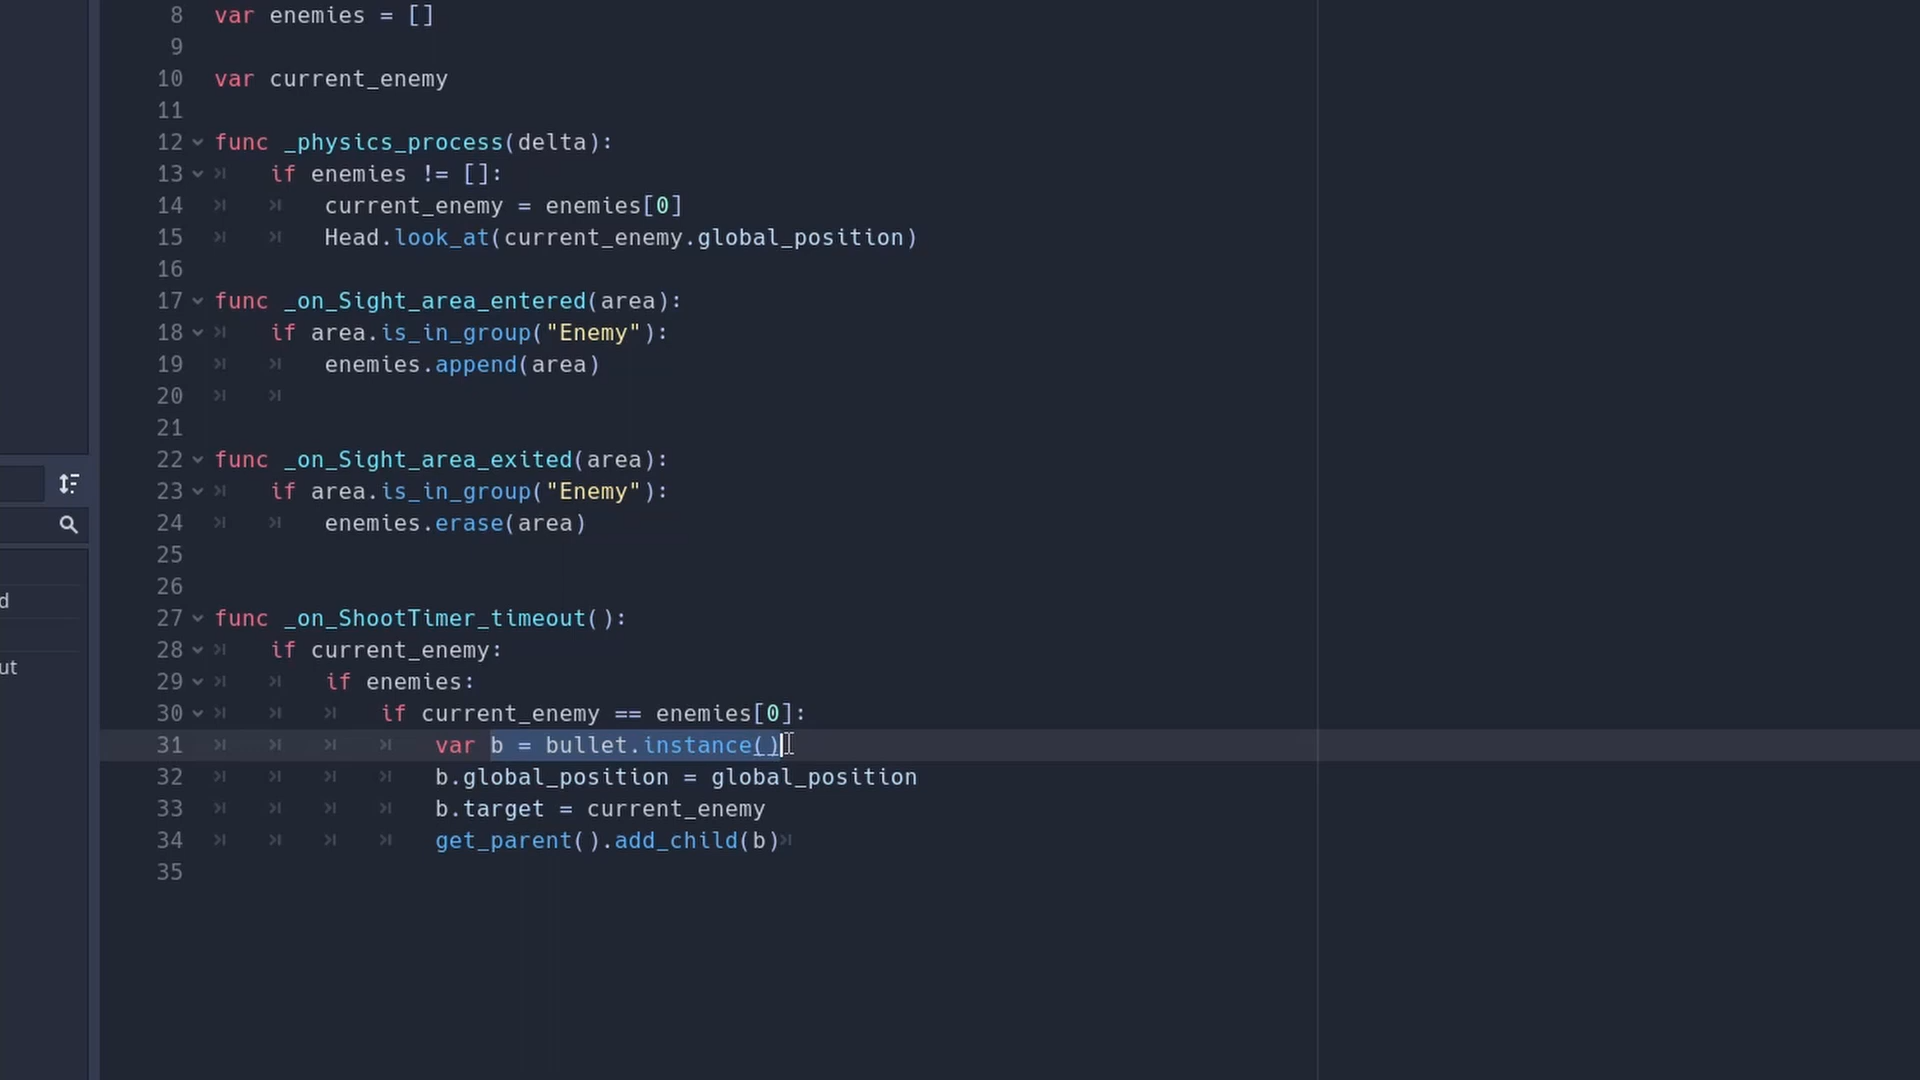 8 var enemies = []
9
10 var current_enemy
11
12 func _physics_process(delta):
13 if enemies != []:
14 current_enemy = enemies[0]
15 Head.look_at(current_enemy.global_position)
16
17 func _on_Sight_area_entered(area):
18 if area.is_in_group("Enemy"):
19 enemies.append(area)
20
21
22 func _on_Sight_area_exited(area):
23 if area.is_in_group("Enemy"):
24 enemies.erase(area)
25
26
d
27 func _on_ShootTimer_timeout():
28 if current_enemy:
ut
29 if enemies:
30 if current_enemy == enemies[0]:
31 var b = bullet.instance()
32 b.global_position = global_position
33 b.target = current_enemy
34 get_parent().add_child(b)
35